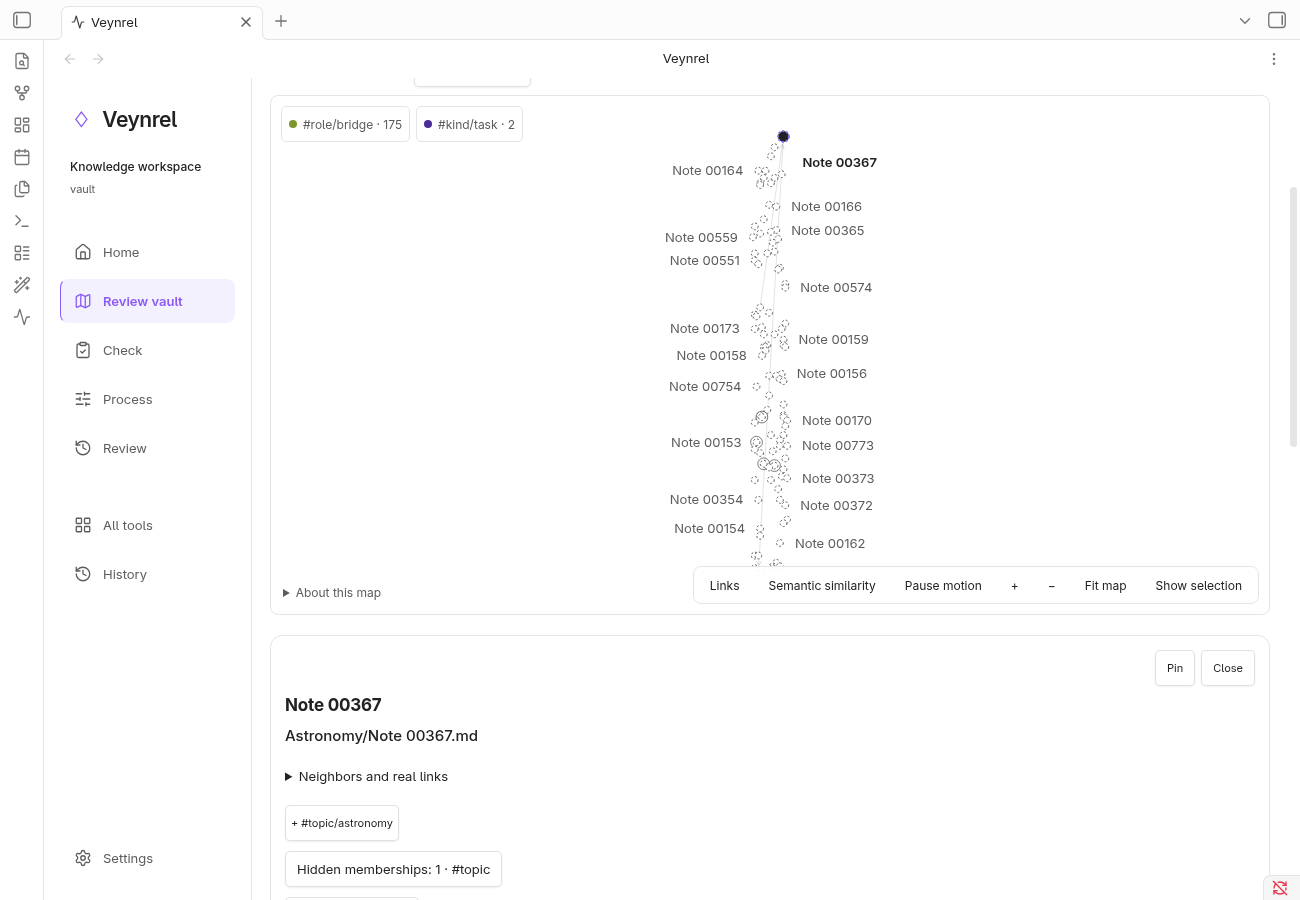 Veynrel
Veynrel
Veynrel
Knowledge workspace
vault
Home
Review vault
Check
Process
Review
All tools
History
Settings
#role/bridge · 175
#kind/task · 2
Note 00367
Note 00164
Note 00166
Note 00365
Note 00559
Note 00551
Note 00574
Note 00173
Note 00159
Note 00158
Note 00156
Note 00754
Note 00170
Note 00153
Note 00773
Note 00373
Note 00354
Note 00372
Note 00154
Note 00162
About this map
Links Semantic similarity Pause motion + − Fit map Show selection
Pin Close
Note 00367
Astronomy/Note 00367.md
Neighbors and real links
+ #topic/astronomy
Hidden memberships: 1 · #topic